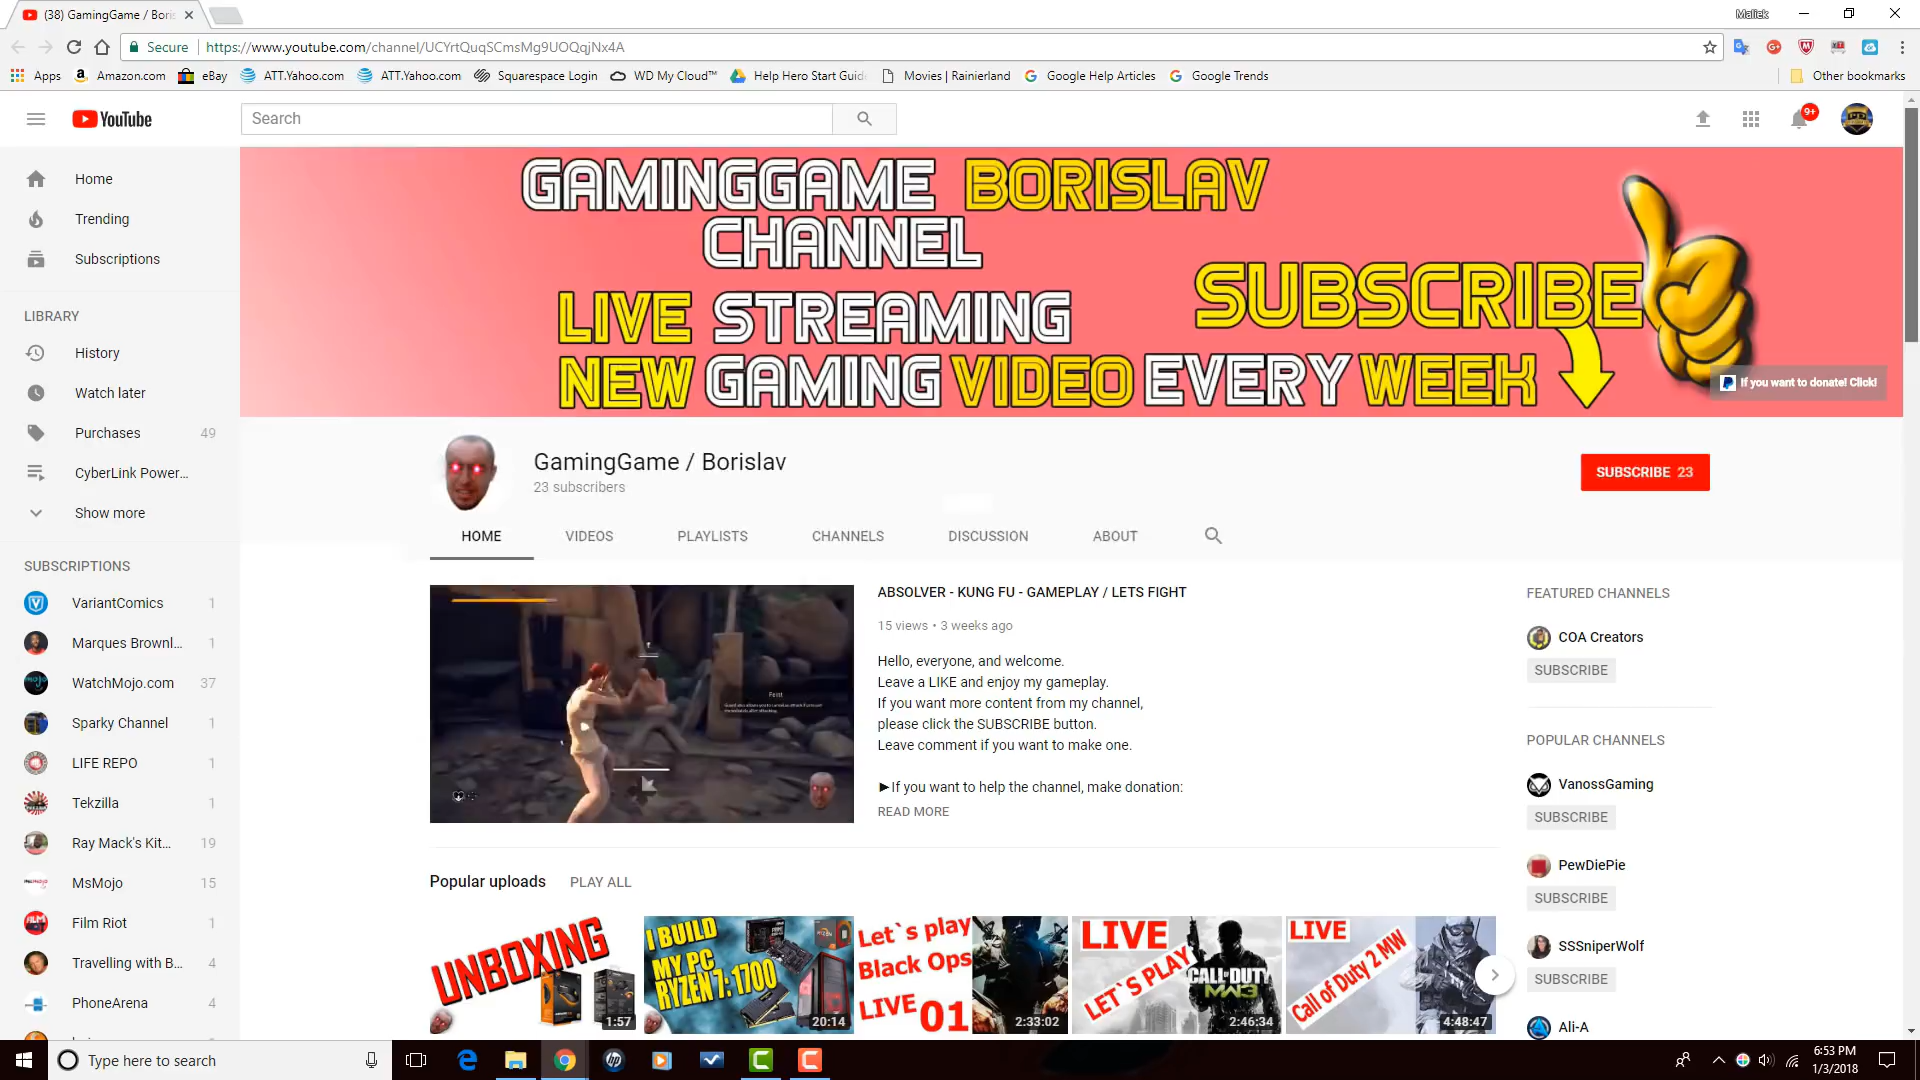 (38) GamingGame / Boris
Maliek
Secure
https://www.youtube.com/channel/UCYrtQuqSCmsMg9UOQqjNx4A
Apps
Amazon.com
eBay
ATT.Yahoo.com
ATT.Yahoo.com
Squarespace Login
WD My Cloud™
Help Hero Start Guid
Movies | Rainierland
Google Help Articles
Google Trends
Other bookmarks
YouTube
Search
9+
GAMINGGAME BORISLAV
CHANNEL
LIVE STREAMING
SUBSCRIBE
NEW GAMING VIDEO EVERY WEEK
If you want to donate! Click!
Home
Trending
Subscriptions
LIBRARY
History
Watch later
Purchases 49
CyberLink Power...
Show more
SUBSCRIPTIONS
VariantComics 1
Marques Brownl... 1
WatchMojo.com 37
Sparky Channel 1
LIFE REPO 1
Tekzilla 1
Ray Mack's Kit... 19
MsMojo 15
Film Riot 1
Travelling with B... 4
PhoneArena 4
GamingGame / Borislav
23 subscribers
SUBSCRIBE 23
HOME
VIDEOS
PLAYLISTS
CHANNELS
DISCUSSION
ABOUT
Feint
ABSOLVER - KUNG FU - GAMEPLAY / LETS FIGHT
15 views • 3 weeks ago
Hello, everyone, and welcome.
Leave a LIKE and enjoy my gameplay.
If you want more content from my channel,
please click the SUBSCRIBE button.
Leave comment if you want to make one.
►If you want to help the channel, make donation:
READ MORE
Popular uploads
PLAY ALL
UNBOXING
1:57
I BUILD
MY PC
RYZEN 7: 1700
20:14
Let`s play
Black Ops
LIVE 01
2:33:02
LIVE
LET`S PLAY
CALL OF DUTY
MW3
2:46:34
LIVE
Call of Duty 2 MW
4:48:47
FEATURED CHANNELS
COA Creators
SUBSCRIBE
POPULAR CHANNELS
VanossGaming
SUBSCRIBE
PewDiePie
SUBSCRIBE
SSSniperWolf
SUBSCRIBE
Ali-A
Type here to search
6:53 PM
1/3/2018